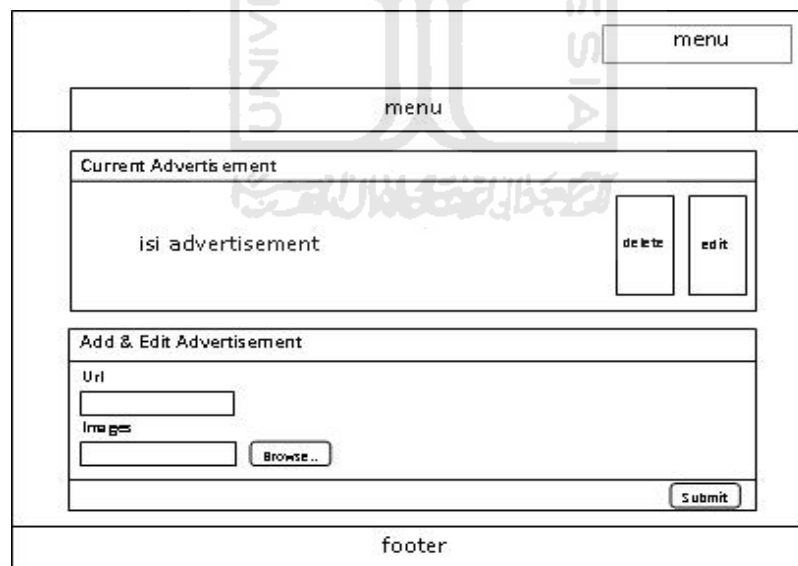 menu
menu
Current Advertisement
isi advertisement
delete
edit
Add & Edit Advertisement
Url
Images
Browse..
Submit
footer